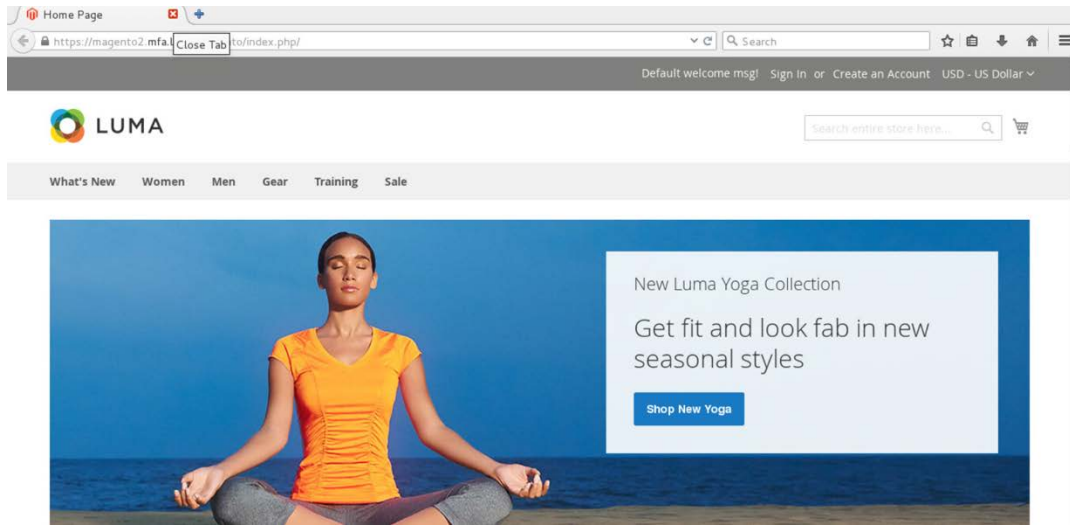 Home Page
https://magento2.mfa. Close Tab to/index.php/
Search
Default welcome msg! Sign In or Create an Account USD - US Dollar
LUMA
Search entire store here...
What's New Women Men Gear Training Sale
New Luma Yoga Collection
Get fit and look fab in new
seasonal styles
Shop New Yoga